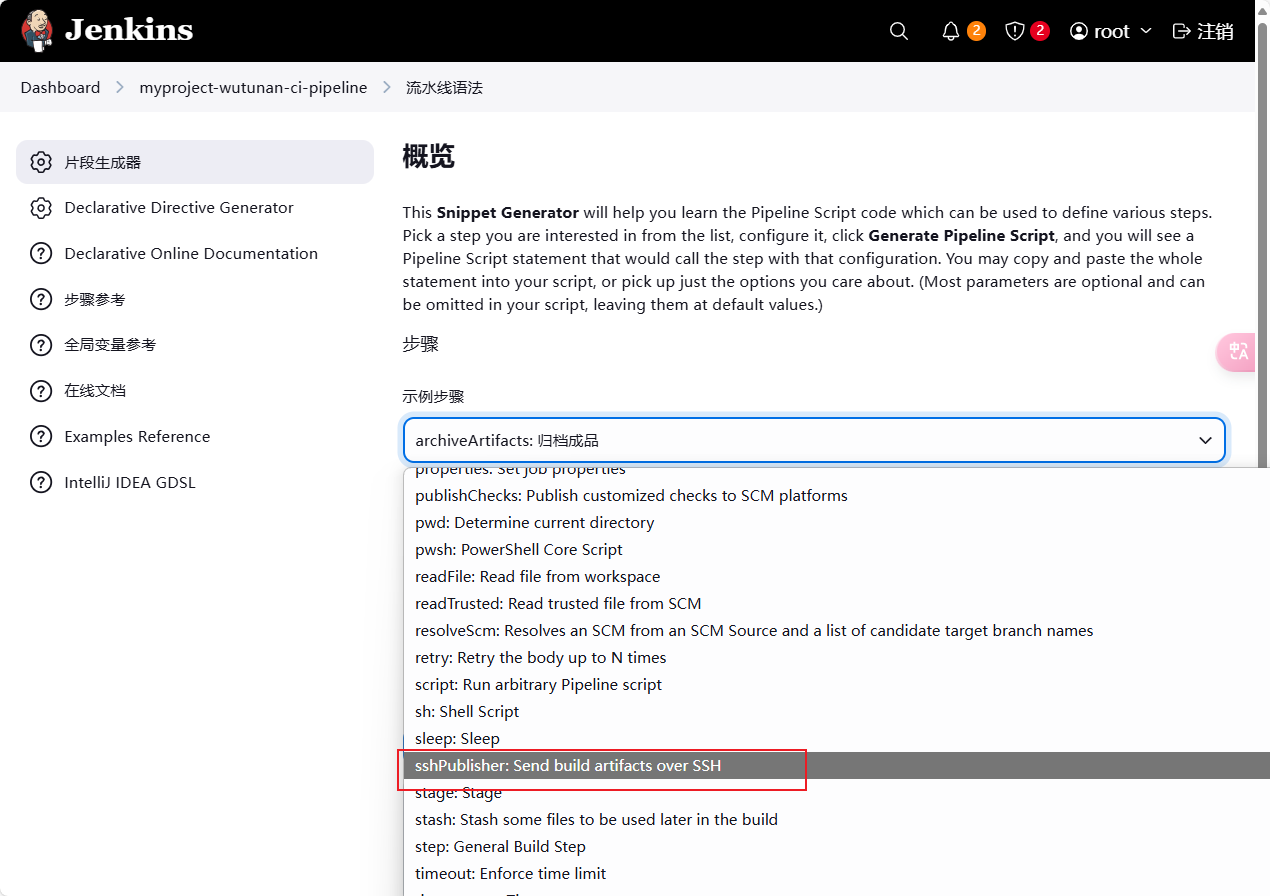 Jenkins
2
2
root
注销
Dashboard
myproject-wutunan-ci-pipeline
流水线语法
片段生成器
Declarative Directive Generator
Declarative Online Documentation
步骤参考
全局变量参考
在线文档
Examples Reference
IntelliJ IDEA GDSL
概览
This Snippet Generator will help you learn the Pipeline Script code which can be used to define various steps.
Pick a step you are interested in from the list, configure it, click Generate Pipeline Script, and you will see a
Pipeline Script statement that would call the step with that configuration. You may copy and paste the whole
statement into your script, or pick up just the options you care about. (Most parameters are optional and can
be omitted in your script, leaving them at default values.)
步骤
示例步骤
archiveArtifacts: 归档成品
properties: Set job properties
publishChecks: Publish customized checks to SCM platforms
pwd: Determine current directory
pwsh: PowerShell Core Script
readFile: Read file from workspace
readTrusted: Read trusted file from SCM
resolveScm: Resolves an SCM from an SCM Source and a list of candidate target branch names
retry: Retry the body up to N times
script: Run arbitrary Pipeline script
sh: Shell Script
sleep: Sleep
sshPublisher: Send build artifacts over SSH
stage: Stage
stash: Stash some files to be used later in the build
step: General Build Step
timeout: Enforce time limit